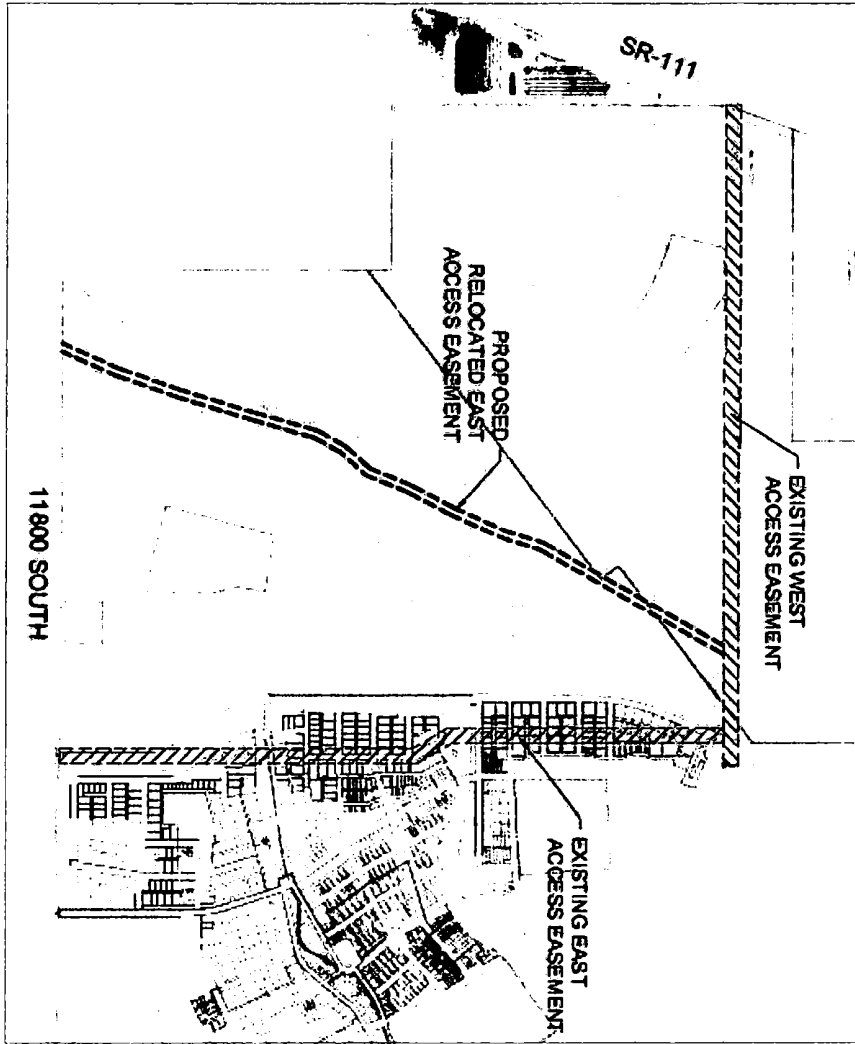 SR-111
EXISTING WEST
ACCESS EASEMENT
PROPOSED
RELOCATED EAST
ACCESS EASEMENT
11800 SOUTH
EXISTING EAST
ACCESS EASEMENT